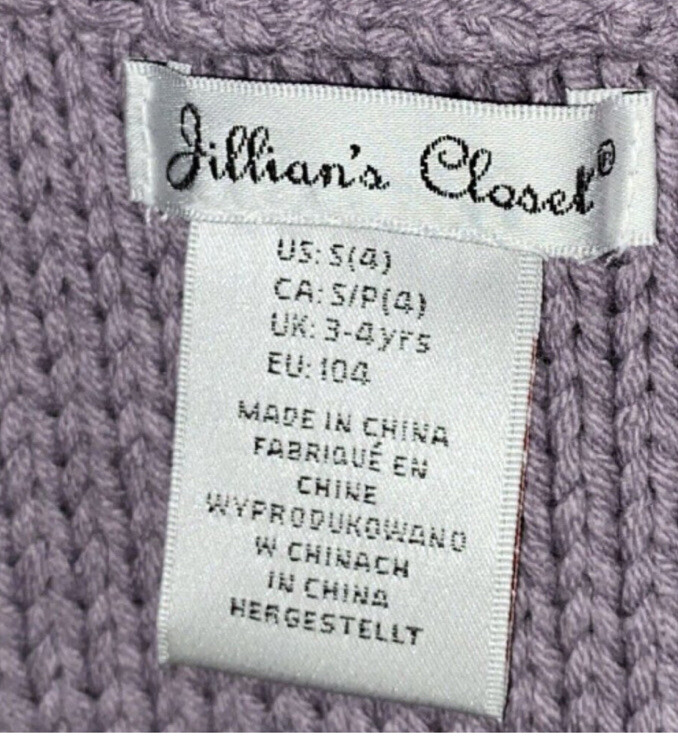 Jillian's Closet®
US: S(4)
CA: S/P(4)
UK: 3-4yrs
EU: 104
MADE IN CHINA
FABRIQUÉ EN
CHINE
WYPRODUKOWANO
W CHINACH
IN CHINA
HERGESTELLT